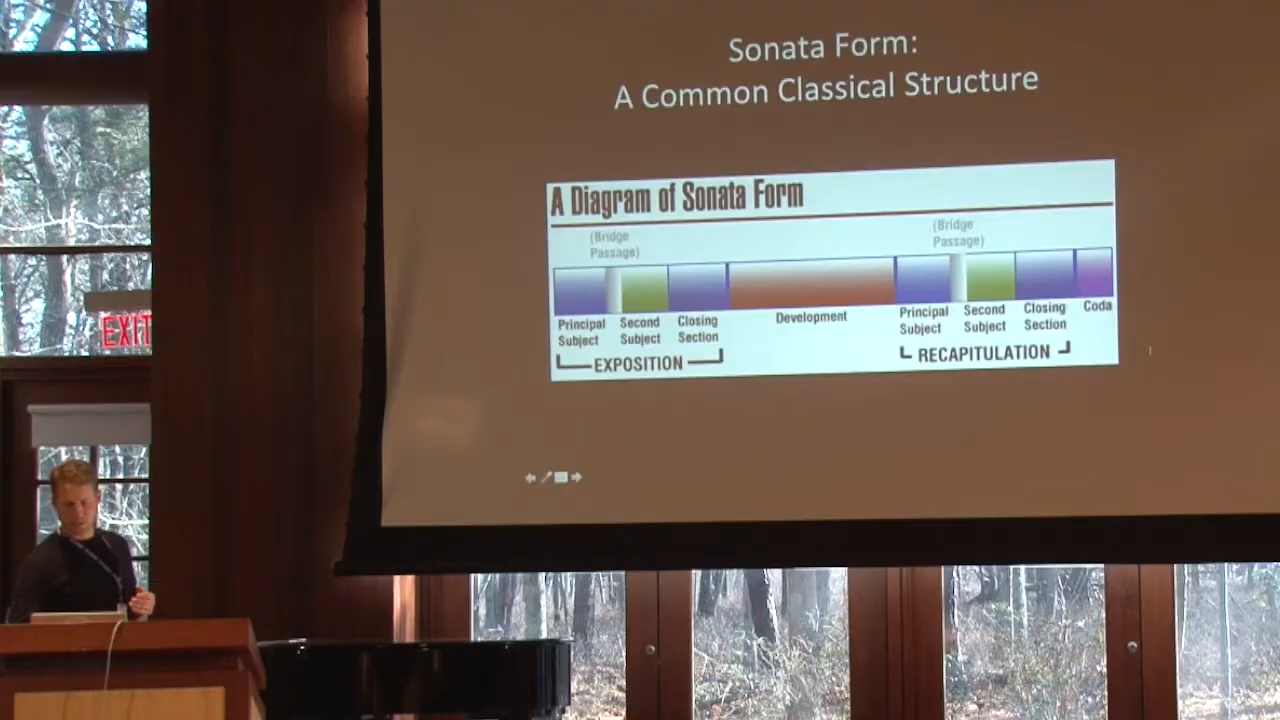 Sonata Form:
A Common Classical Structure
A Diagram of Sonata Form
(Bridge
Passage)
(Bridge
Passage)
Principal
Subject
Second
Subject
Closing
Section
Development
Principal
Subject
Second
Subject
Closing
Section
Coda
EXPOSITION
RECAPITULATION
EXIT